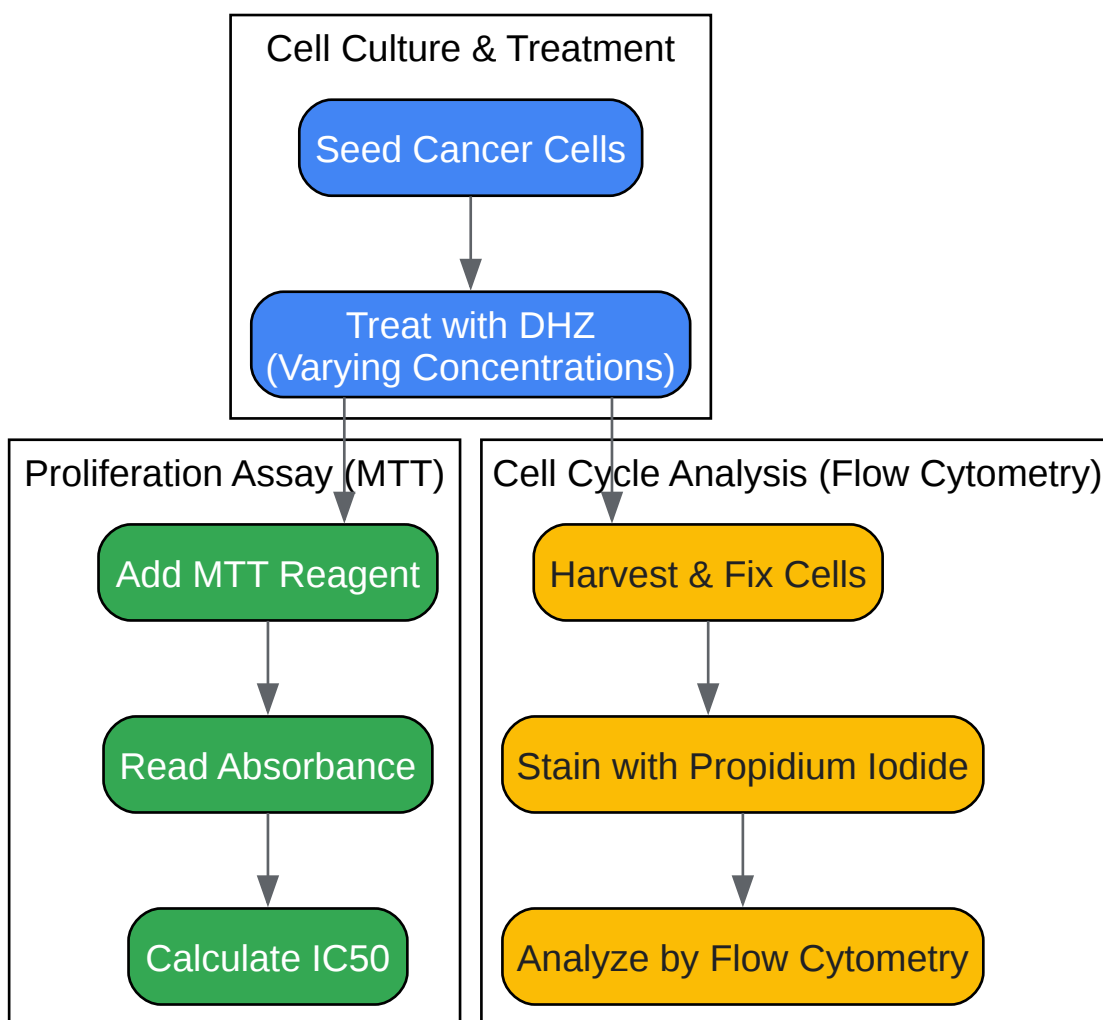 Cell Culture & Treatment
Seed Cancer Cells
Treat with DHZ
(Varying Concentrations)
Proliferation Assay (MTT)
Add MTT Reagent
Read Absorbance
Calculate IC50
Cell Cycle Analysis (Flow Cytometry)
Harvest & Fix Cells
Stain with Propidium Iodide
Analyze by Flow Cytometry